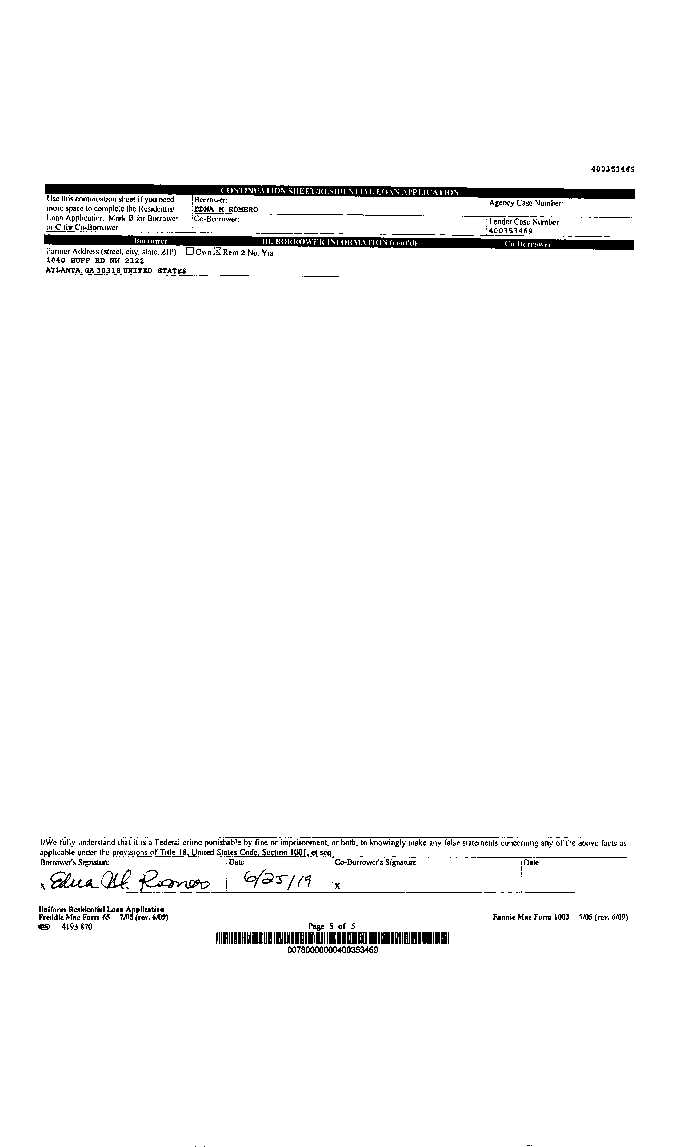 400353469
CONTINUATION SHEET/RESIDENTIAL LOAN APPLICATION
Use this continuation sheet if you need more space to complete the Residential Loan Application. Mark B for Borrower or C for Co-Borrower
Borrower:
EDNA M ROMERO
Co-Borrower:
Agency Case Number
Lender Case Number
400353469
Borrower
III. BORROWER INFORMATION (cont'd)
Co-Borrower
Former Address (street, city, state, ZIP) Own Rent 2 No. Yrs
1040 HUFF RD NW 2122
ATLANTA, GA 30318 UNITED STATES
I/We fully understand that it is a Federal crime punishable by fine or imprisonment, or both, to knowingly make any false statements concerning any of the above facts as
applicable under the provisions of Title 18, United States Code, Section 1001, et seq.
Borrower's Signature Date Co-Borrower's Signature Date
X Edna M. Romero 6/25/19 X
Uniform Residential Loan Application
Freddie Mac Form 65 7/05 (rev. 6/09)
Fannie Mae Form 1003 7/05 (rev. 6/09)
4193 870
Page 5 of 5
00780000000400353469